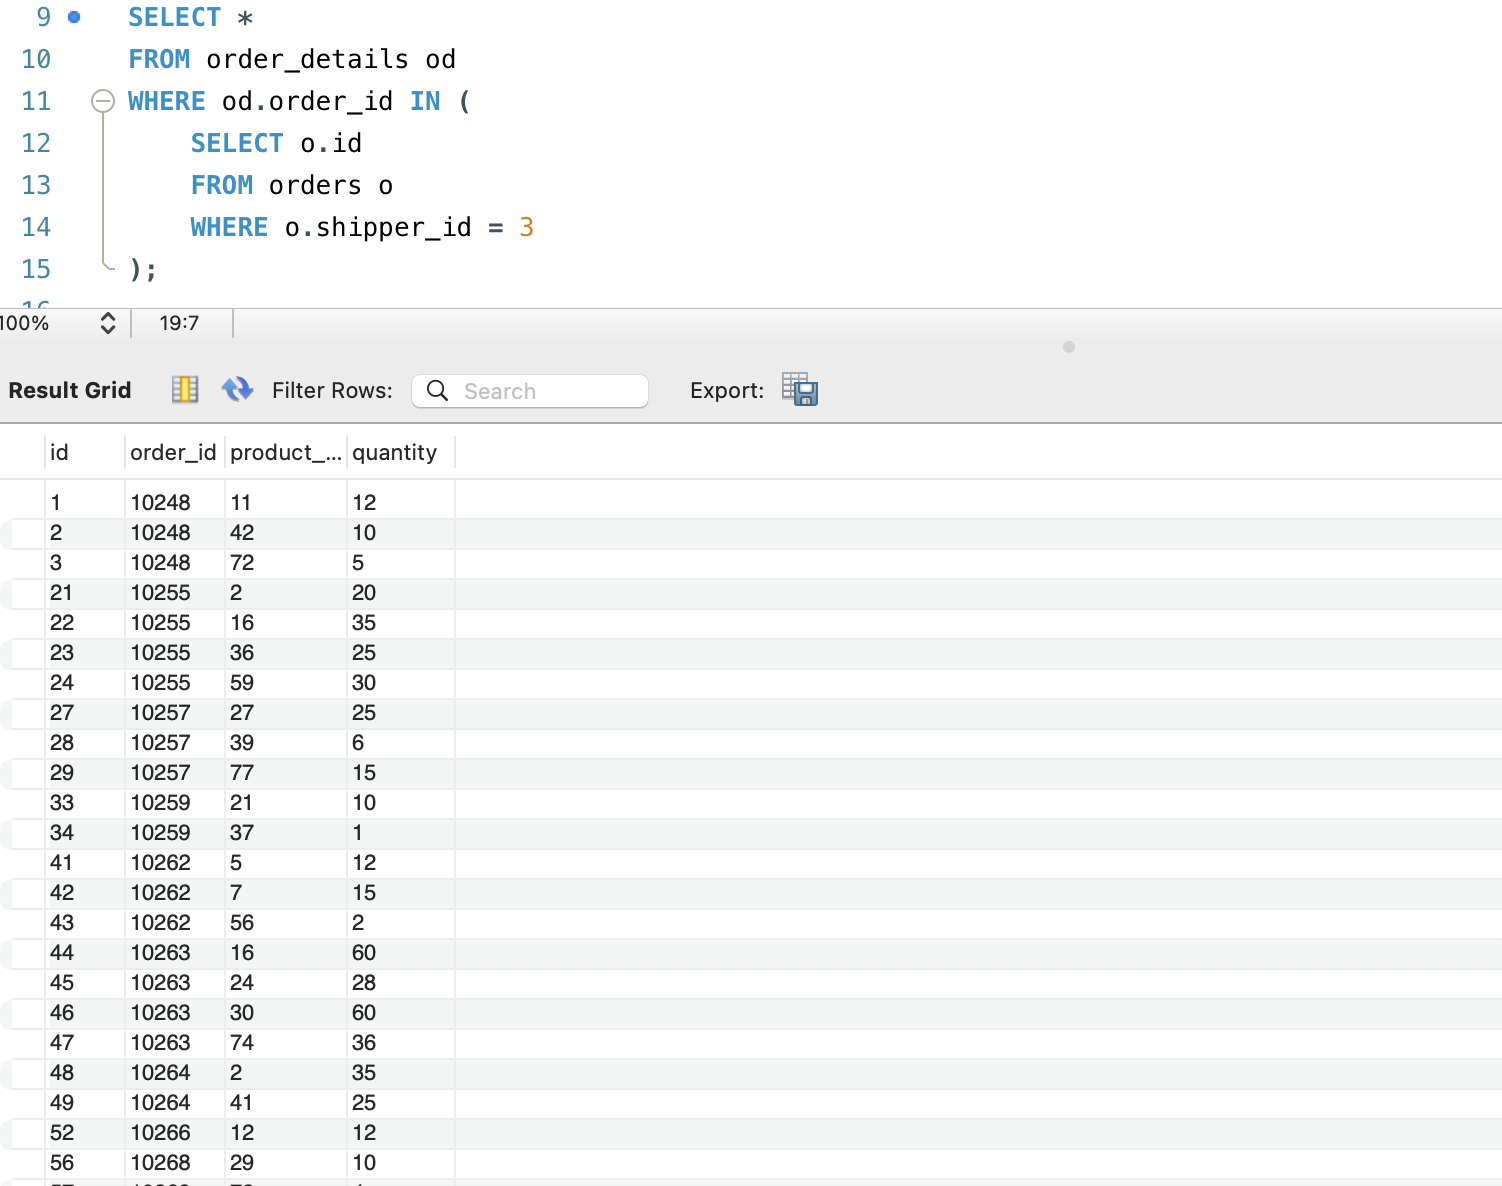 9 SELECT *
10 FROM order_details od
11 WHERE od.order_id IN (
12 SELECT o.id
13 FROM orders o
14 WHERE o.shipper_id = 3
15 );
16
100% 19:7
Result Grid Filter Rows: Search Export:
id order_id product_... quantity
1 10248 11 12
2 10248 42 10
3 10248 72 5
21 10255 2 20
22 10255 16 35
23 10255 36 25
24 10255 59 30
27 10257 27 25
28 10257 39 6
29 10257 77 15
33 10259 21 10
34 10259 37 1
41 10262 5 12
42 10262 7 15
43 10262 56 2
44 10263 16 60
45 10263 24 28
46 10263 30 60
47 10263 74 36
48 10264 2 35
49 10264 41 25
52 10266 12 12
56 10268 29 10